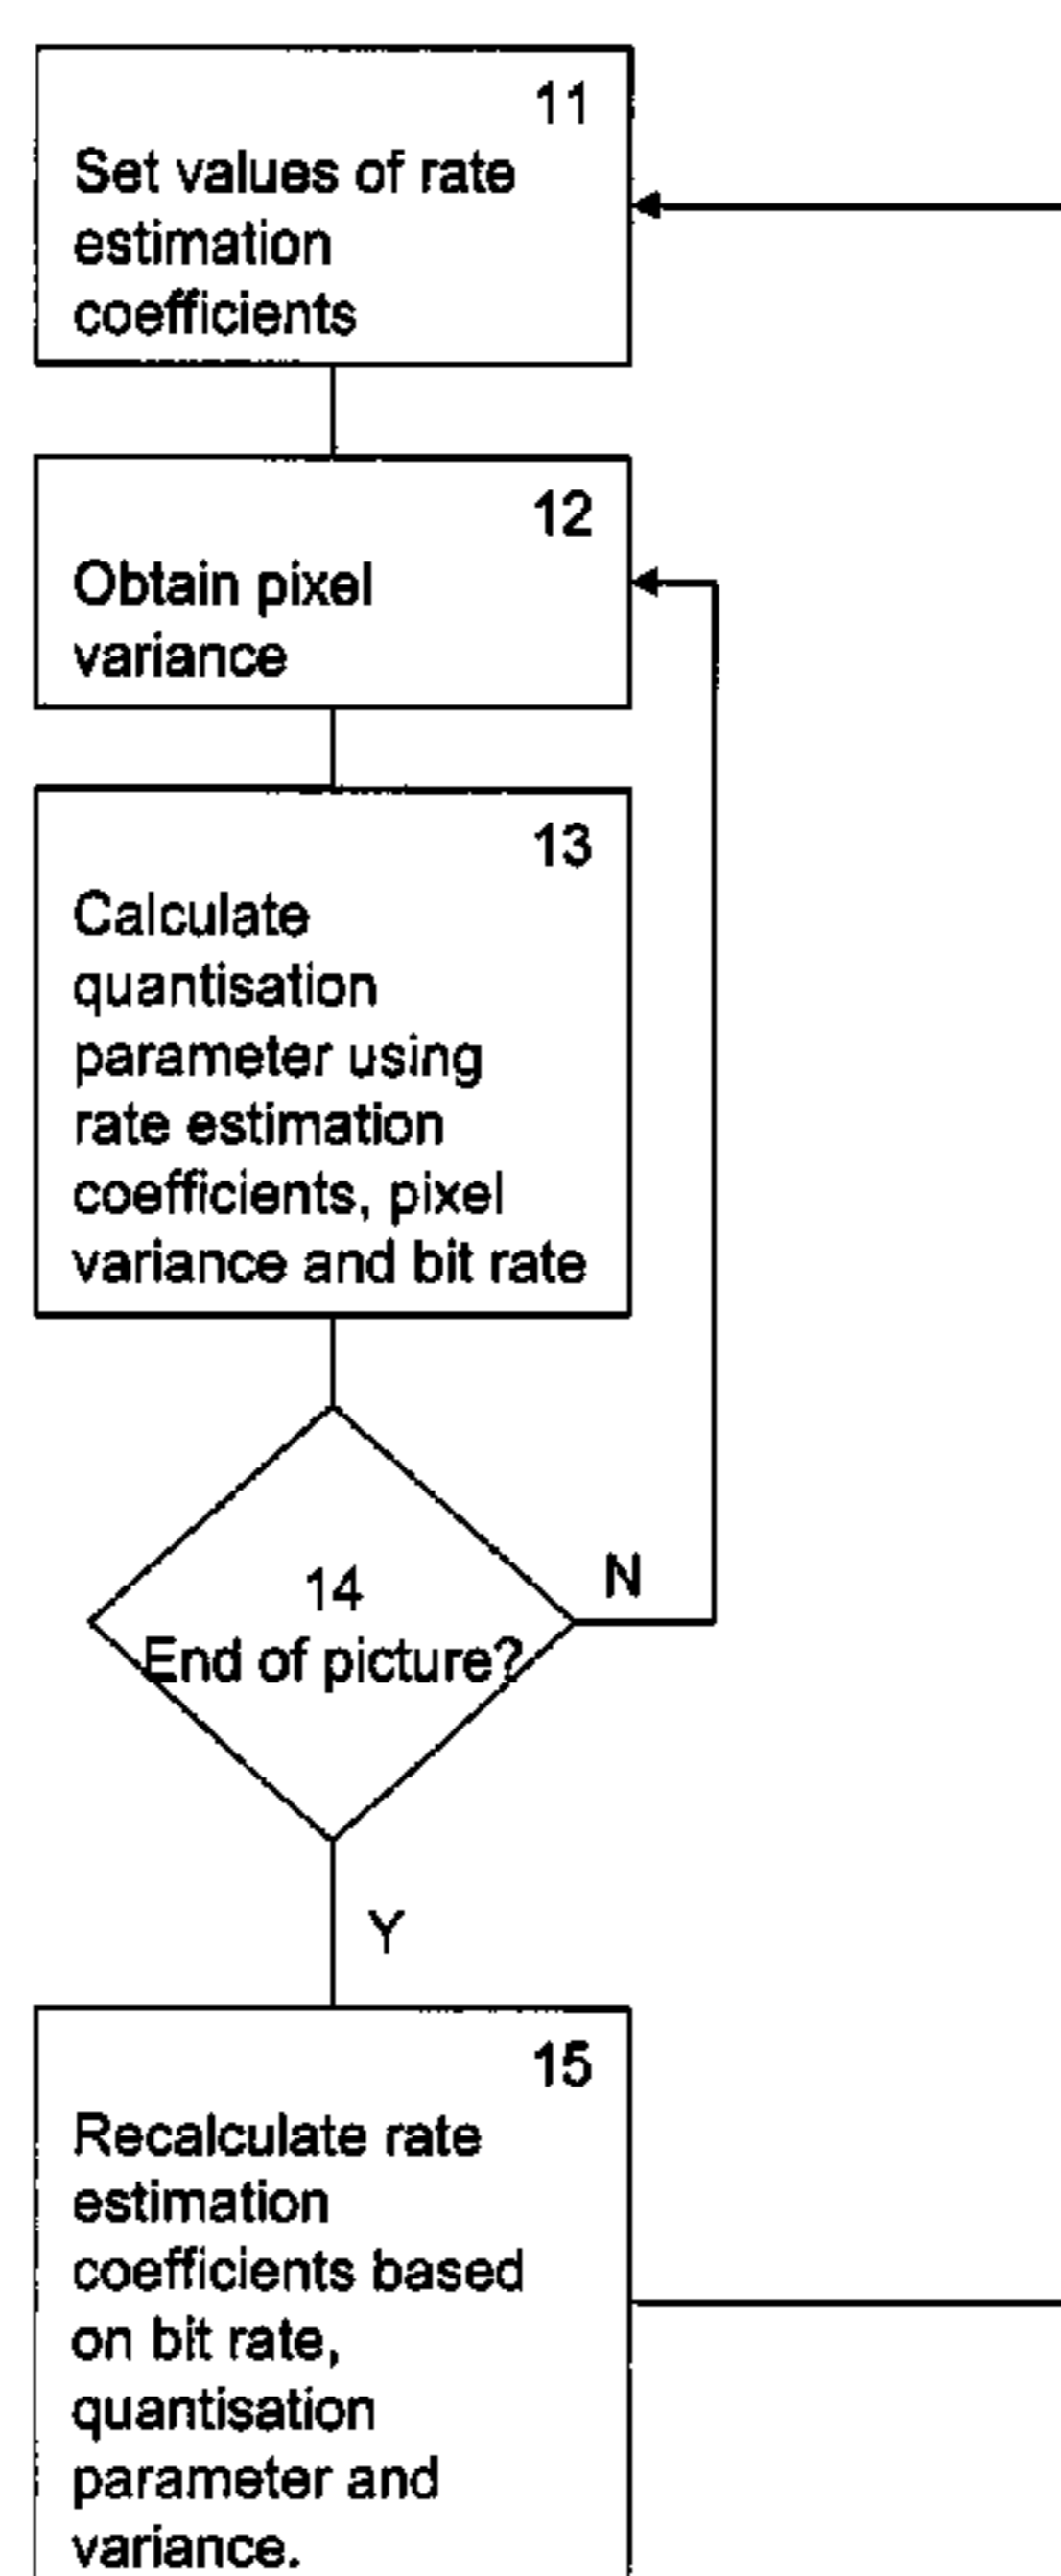 11
Set values of rate
estimation
coefficients
12
Obtain pixel
variance
13
Calculate
quantisation
parameter using
rate estimation
coefficients, pixel
variance and bit rate
14
N
End of picture?
Y
15
Recalculate rate
estimation
coefficients based
on bit rate,
quantisation
parameter and
variance.